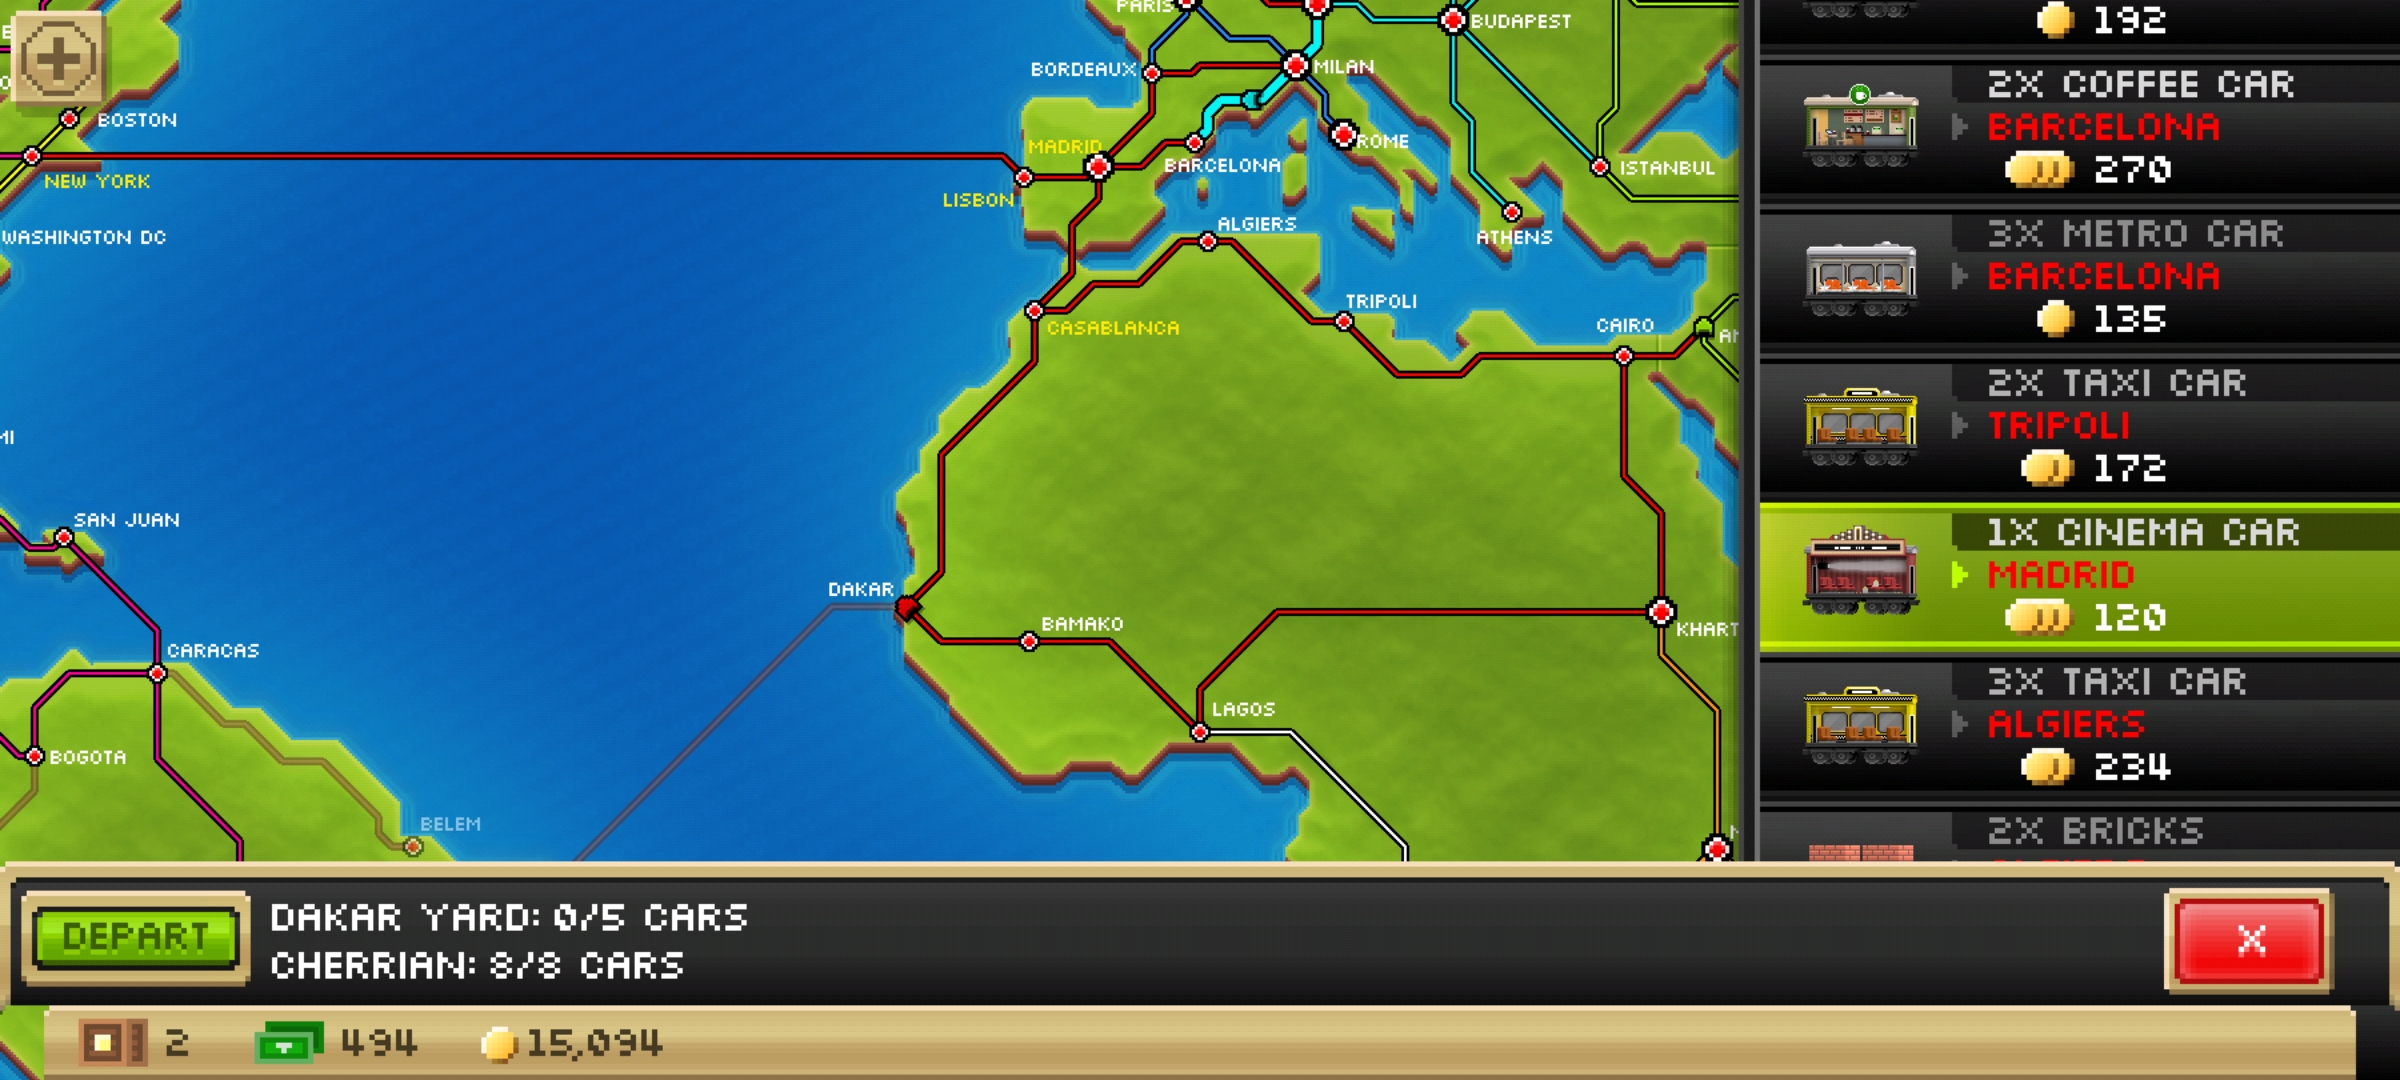 PARIS
BUDAPEST
BORDEAUX
MILAN
BOSTON
MADRID
ROME
BARCELONA
ISTANBUL
NEW YORK
LISBON
ALGIERS
WASHINGTON DC
ATHENS
TRIPOLI
CASABLANCA
CAIRO
SAN JUAN
DAKAR
BAMAKO
KHART
CARACAS
LAGOS
BOGOTA
BELEM
192
2X COFFEE CAR
BARCELONA
270
3X METRO CAR
BARCELONA
135
2X TAXI CAR
TRIPOLI
172
1X CINEMA CAR
MADRID
120
3X TAXI CAR
ALGIERS
234
2X BRICKS
DEPART
DAKAR YARD: 0/5 CARS
CHERRIAN: 8/8 CARS
X
2
494
15,094